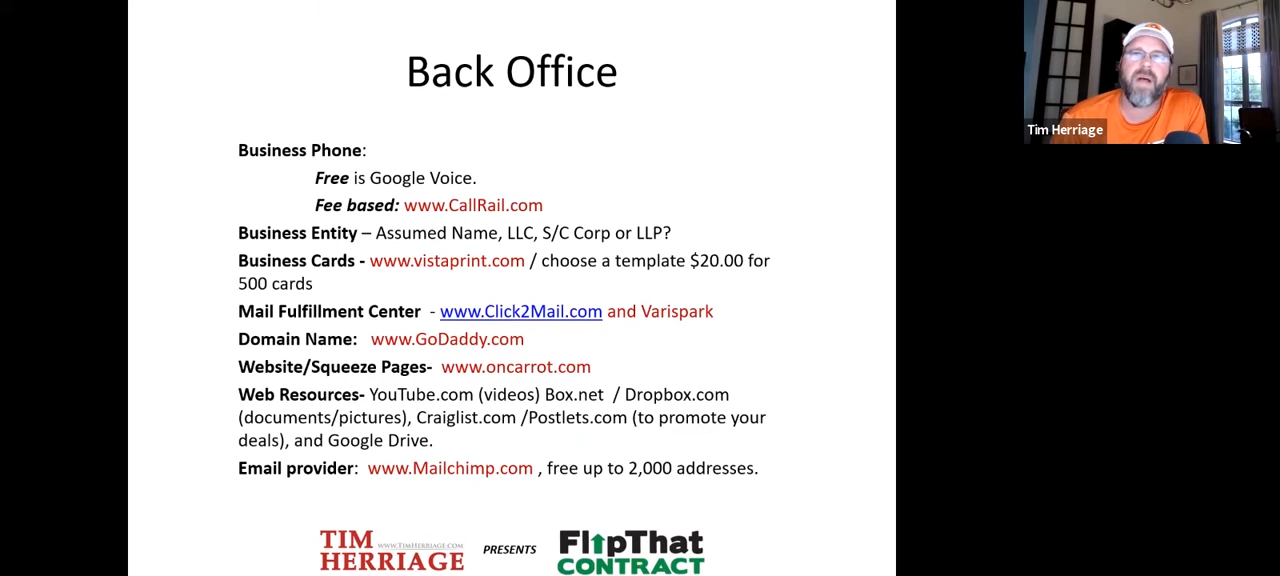 Back Office
Tim Herriage
Business Phone:
Free is Google Voice.
Fee based: www.CallRail.com
Business Entity – Assumed Name, LLC, S/C Corp or LLP?
Business Cards - www.vistaprint.com / choose a template $20.00 for
500 cards
Mail Fulfillment Center - www.Click2Mail.com and Varispark
Domain Name: www.GoDaddy.com
Website/Squeeze Pages- www.oncarrot.com
Web Resources- YouTube.com (videos) Box.net / Dropbox.com
(documents/pictures), Craiglist.com /Postlets.com (to promote your
deals), and Google Drive.
Email provider: www.Mailchimp.com , free up to 2,000 addresses.
TIM WWW.TIMHERRIAGE.COM
HERRIAGE
PRESENTS
FlipThat
CONTRACT